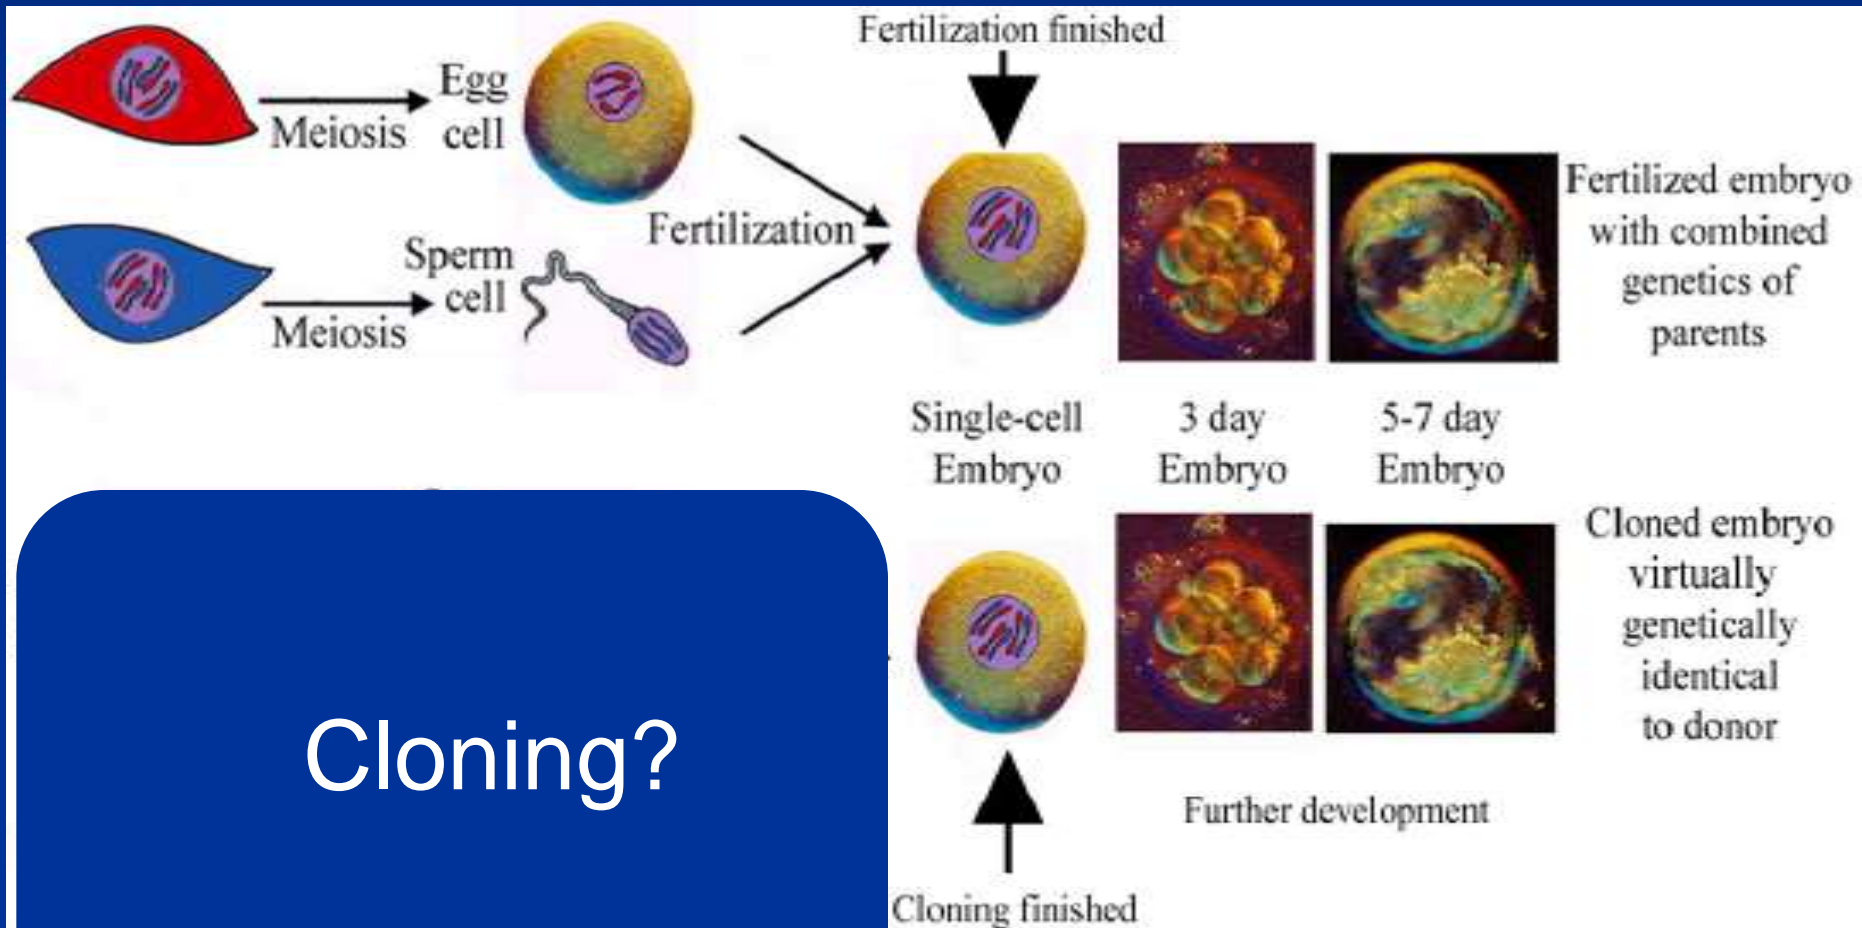 Fertilization finished
Egg
cell
Meiosis
Sperm
cell
Meiosis
Fertilization
Fertilized embryo
with combined
genetics of
parents
Single-cell
Embryo
3 day
Embryo
5-7 day
Embryo
Cloned embryo
virtually
genetically
identical
to donor
Cloning?
Further development
Cloning finished